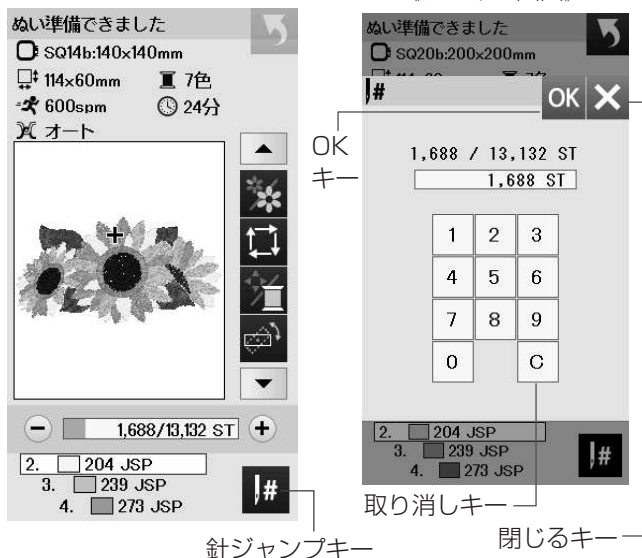 ぬい準備できました
SQ14b:140×140mm
114×60mm 7色
600spm 24分
オート
1,688/13,132 ST
2. 204 JSP
3. 239 JSP
4. 273 JSP
#
針ジャンプキー
ぬい準備できました
SQ20b:200×200mm
#
OK
OK
キー
1,688 / 13,132 ST
1,688 ST
1 2 3
4 5 6
7 8 9
0 C
2. 204 JSP
3. 239 JSP
4. 273 JSP
#
取り消しキー
閉じるキー